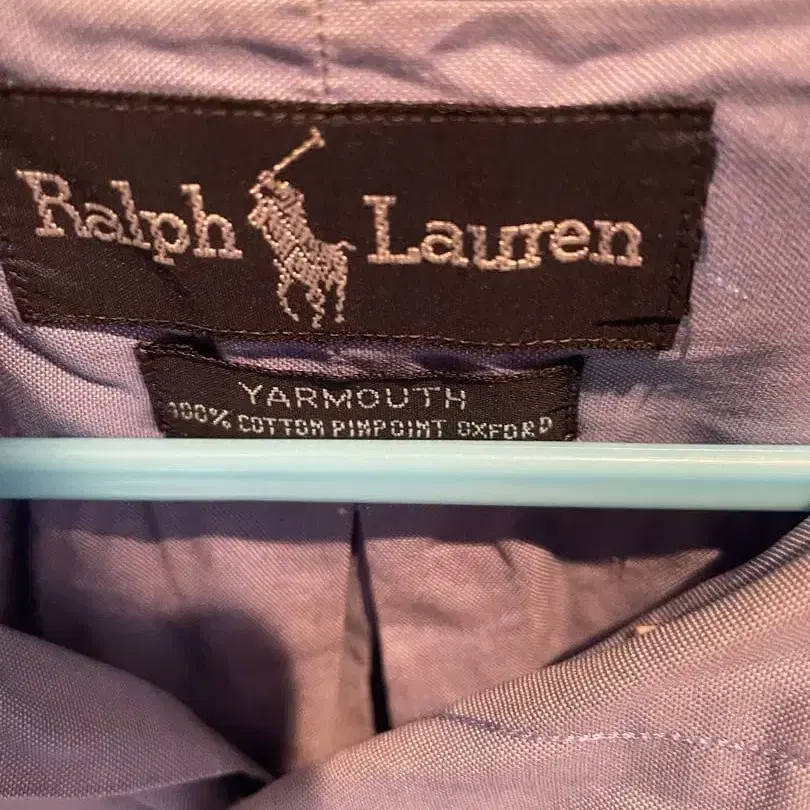 Ralph Lauren
YARMOUTH
100% COTTON PINPOINT OXFORD